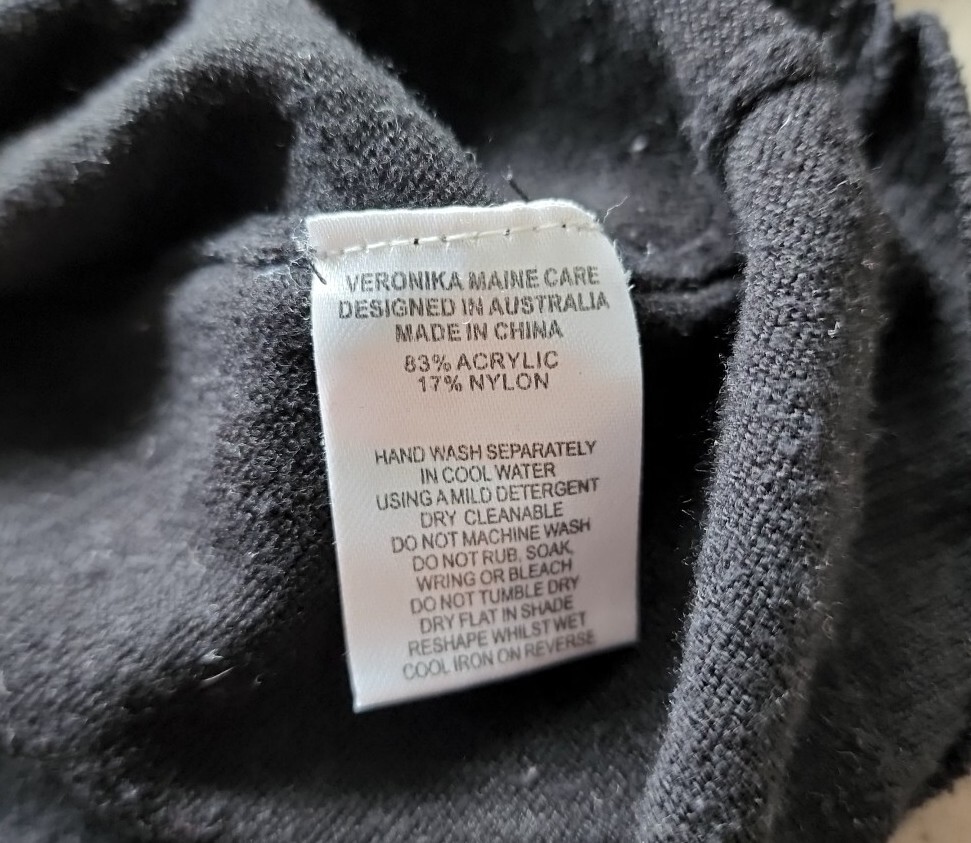 VERONIKA MAINE CARE
DESIGNED IN AUSTRALIA
MADE IN CHINA
83% ACRYLIC
17% NYLON
HAND WASH SEPARATELY
IN COOL WATER
USING A MILD DETERGENT
DRY CLEANABLE
DO NOT MACHINE WASH
DO NOT RUB, SOAK,
WRING OR BLEACH
DO NOT TUMBLE DRY
DRY FLAT IN SHADE
RESHAPE WHILST WET
COOL IRON ON REVERSE